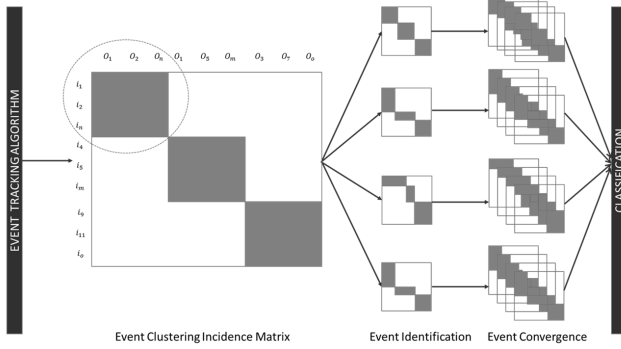 EVENT TRACKING ALGORITHM
O₁ O₂ Oₙ O₁ O₅ Oₘ O₃ O₇ Oₒ
i₁
i₂
iₙ
i₄
i₅
iₘ
i₉
i₁₁
iₒ
CLASSIFICATION
Event Clustering Incidence Matrix
Event Identification
Event Convergence